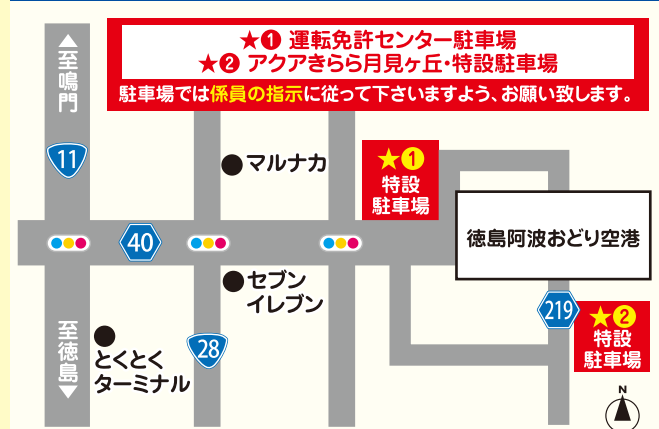 ★❶ 運転免許センター駐車場
★❷ アクアきらら月見ヶ丘・特設駐車場
駐車場では係員の指示に従って下さいますよう、お願い致します。
▲至鳴門
11
マルナカ
★❶
特設
駐車場
40
徳島阿波おどり空港
セブン
イレブン
219
★❷
特設
駐車場
28
至徳島▼
とくとく
ターミナル
N